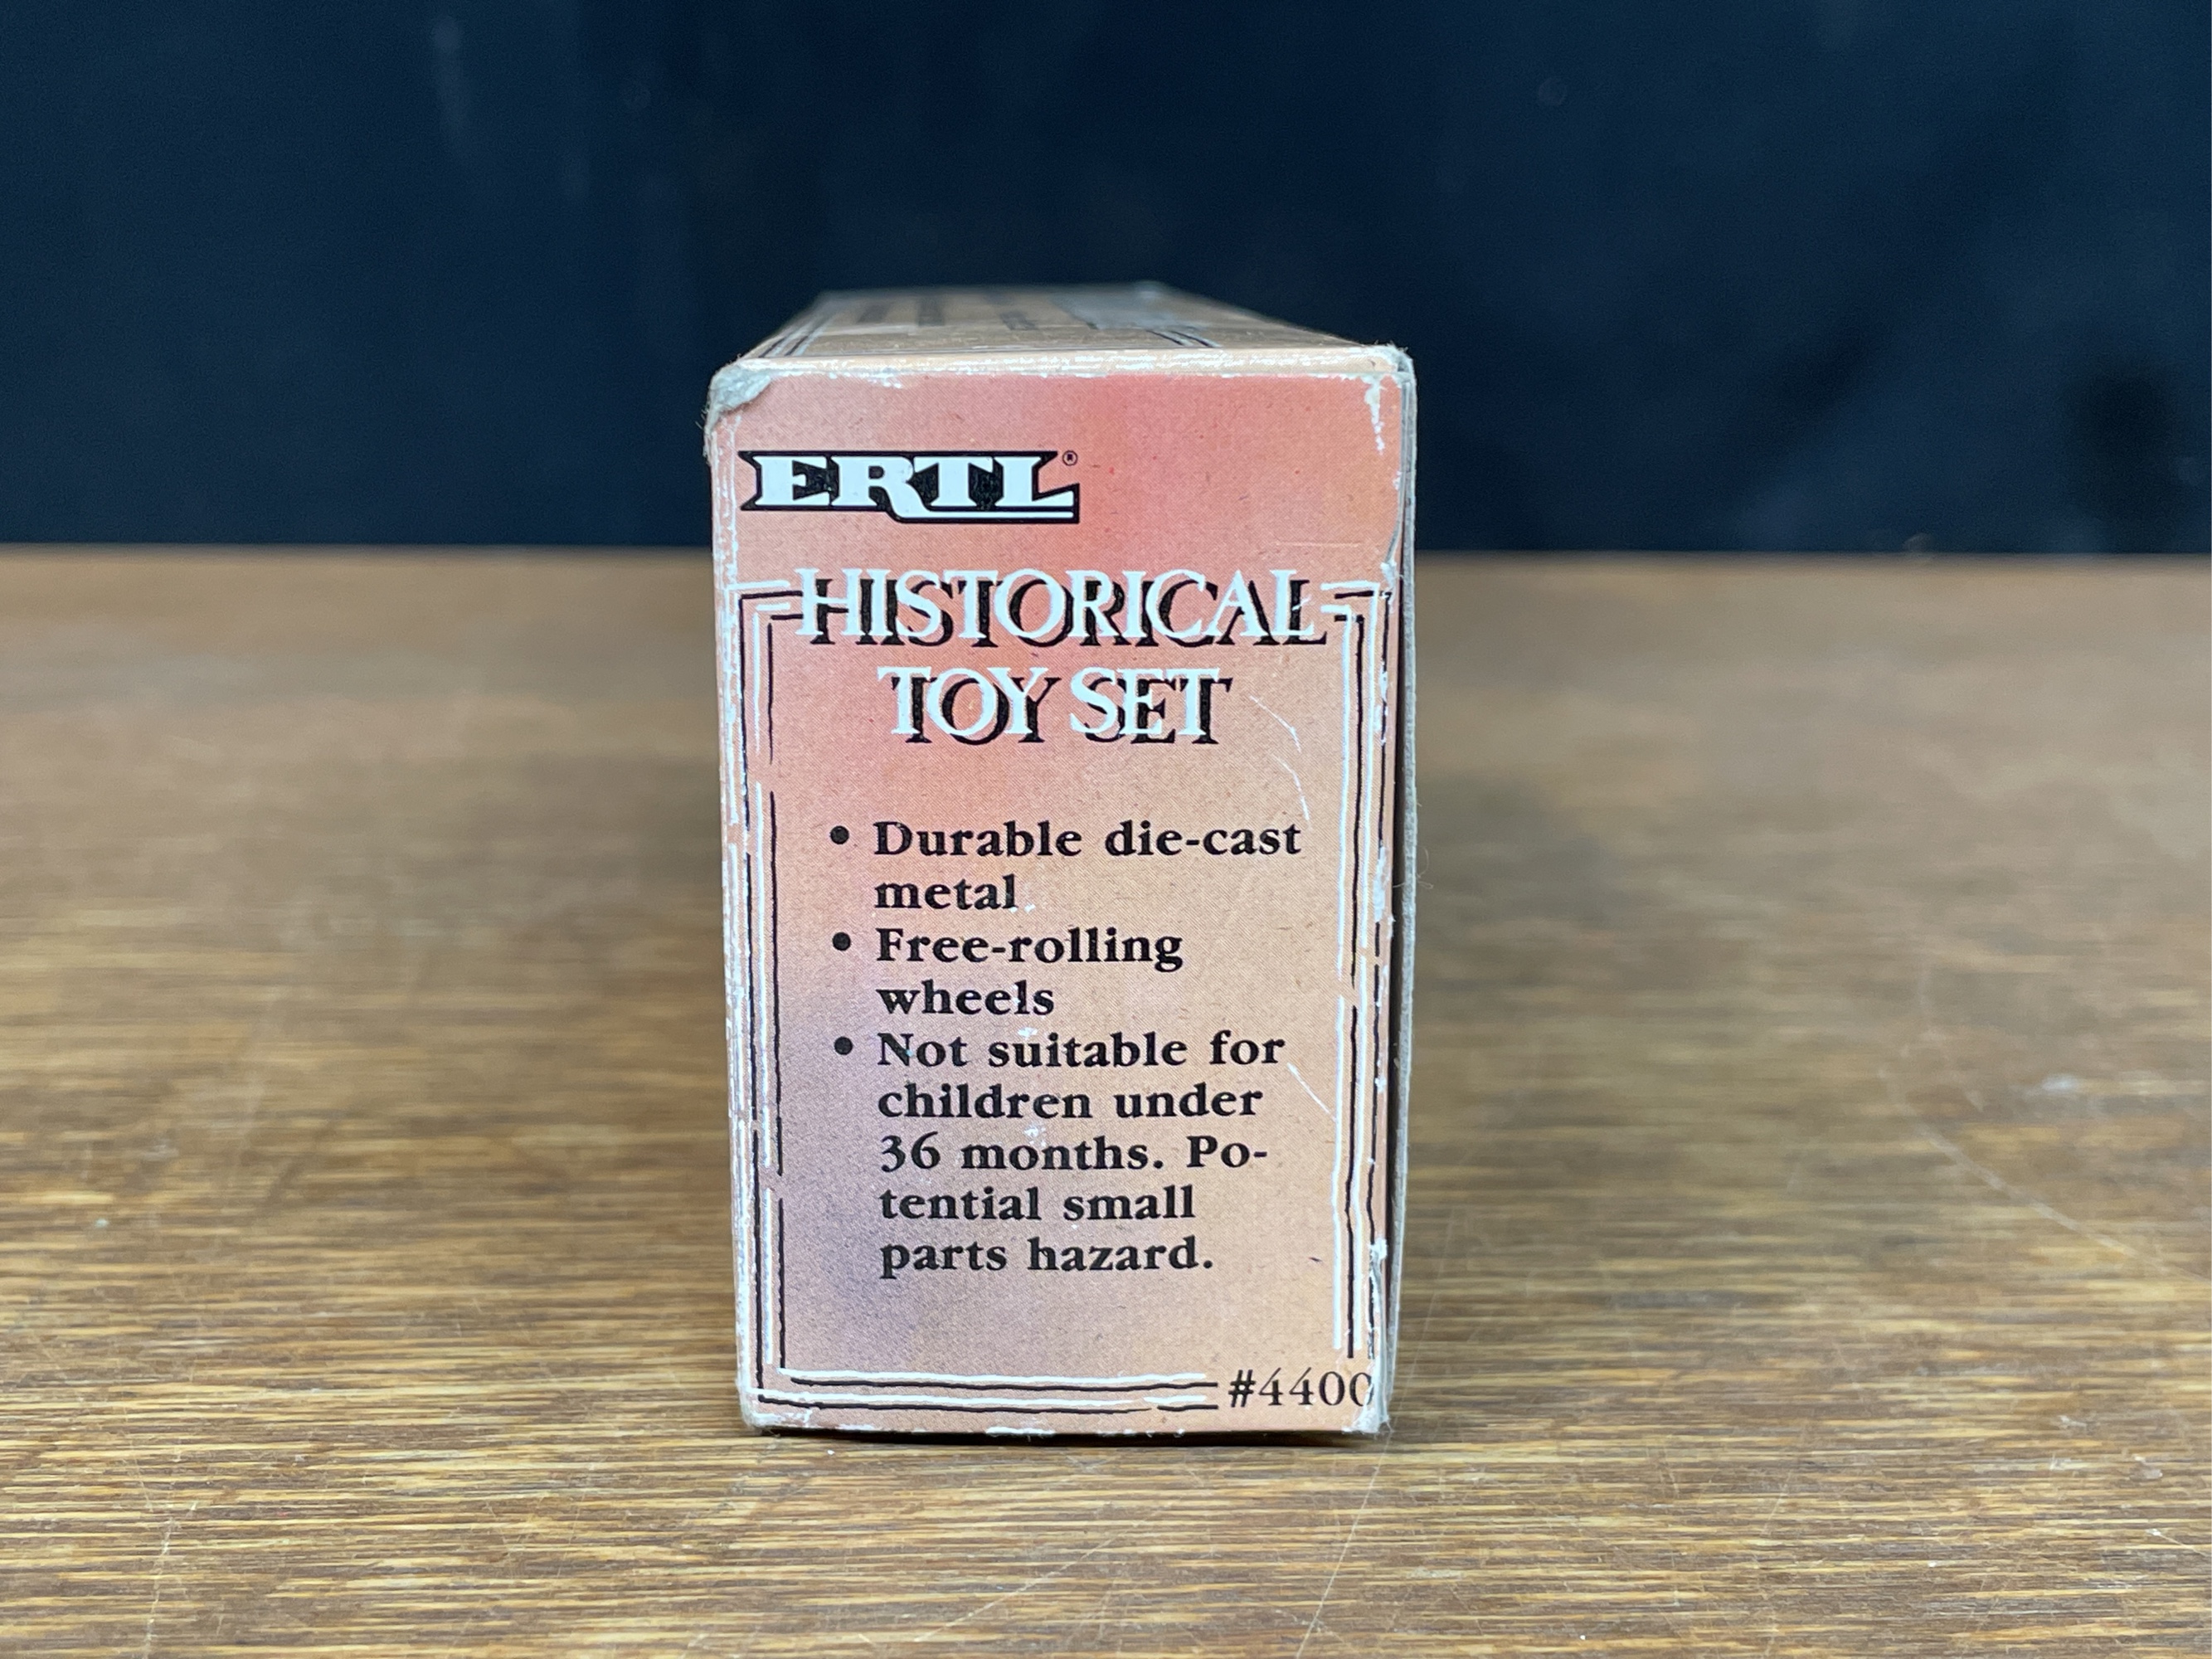 ERTL®
HISTORICAL
TOY SET
• Durable die-cast
metal
• Free-rolling
wheels
• Not suitable for
children under
36 months. Po-
tential small
parts hazard.
#4400